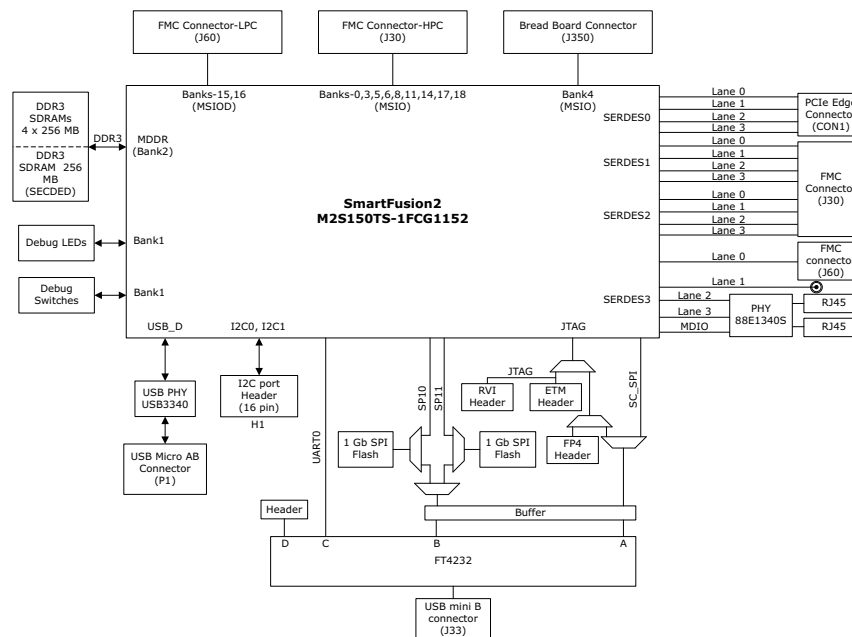 FMC Connector-LPC
(J60)
FMC Connector-HPC
(J30)
Bread Board Connector
(J350)
Banks-15,16
(MSIOD)
Banks-0,3,5,6,8,11,14,17,18
(MSIO)
Bank4
(MSIO)
DDR3
SDRAMs
4 x 256 MB
DDR3
SDRAM 256
MB
(SECDED)
DDR3
MDDR
(Bank2)
SERDES0
Lane 0
Lane 1
Lane 2
Lane 3
PCIe Edge
Connector
(CON1)
SERDES1
Lane 0
Lane 1
Lane 2
Lane 3
SmartFusion2
M2S150TS-1FCG1152
SERDES2
Lane 0
Lane 1
Lane 2
Lane 3
FMC
Connector
(J30)
Debug LEDs
Bank1
Lane 0
FMC
connector
(J60)
Debug
Switches
Bank1
SERDES3
Lane 1
Lane 2
Lane 3
MDIO
PHY
88E1340S
RJ45
RJ45
USB_D
I2C0, I2C1
JTAG
USB PHY
USB3340
I2C port
Header
(16 pin)
H1
UART0
SP10
SP11
JTAG
RVI
Header
ETM
Header
SC_SPI
USB Micro AB
Connector
(P1)
1 Gb SPI
Flash
1 Gb SPI
Flash
FP4
Header
Header
Buffer
D
C
B
A
FT4232
USB mini B
connector
(J33)